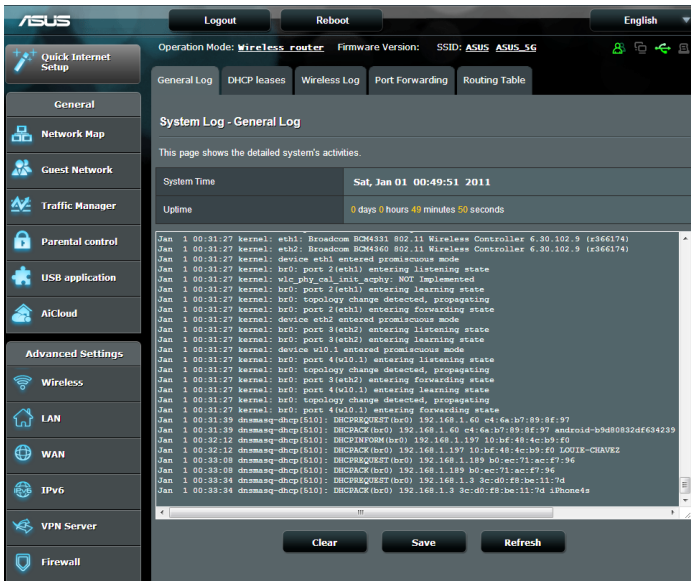 ASUS
Logout
Reboot
English
Quick Internet
Setup
Operation Mode: Wireless router Firmware Version: SSID: ASUS ASUS_5G
General Log
DHCP leases
Wireless Log
Port Forwarding
Routing Table
General
Network Map
Guest Network
Traffic Manager
Parental control
USB application
AiCloud
Advanced Settings
Wireless
LAN
WAN
IPv6
VPN Server
Firewall
System Log - General Log
This page shows the detailed system's activities.
System Time Sat, Jan 01 00:49:51 2011
Uptime 0 days 0 hours 49 minutes 50 seconds
Jan 1 00:31:27 kernel: eth1: Broadcom BCM4331 802.11 Wireless Controller 6.30.102.9 (r366174)
Jan 1 00:31:27 kernel: eth2: Broadcom BCM4360 802.11 Wireless Controller 6.30.102.9 (r366174)
Jan 1 00:31:27 kernel: device eth1 entered promiscuous mode
Jan 1 00:31:27 kernel: br0: port 2(eth1) entering listening state
Jan 1 00:31:27 kernel: wlc_phy_cal_init_acphy: NOT Implemented
Jan 1 00:31:27 kernel: br0: port 2(eth1) entering learning state
Jan 1 00:31:27 kernel: br0: topology change detected, propagating
Jan 1 00:31:27 kernel: br0: port 2(eth1) entering forwarding state
Jan 1 00:31:27 kernel: device eth2 entered promiscuous mode
Jan 1 00:31:27 kernel: br0: port 3(eth2) entering listening state
Jan 1 00:31:27 kernel: br0: port 3(eth2) entering learning state
Jan 1 00:31:27 kernel: device wl0.1 entered promiscuous mode
Jan 1 00:31:27 kernel: br0: port 4(wl0.1) entering listening state
Jan 1 00:31:27 kernel: br0: topology change detected, propagating
Jan 1 00:31:27 kernel: br0: port 3(eth2) entering forwarding state
Jan 1 00:31:27 kernel: br0: port 4(wl0.1) entering learning state
Jan 1 00:31:27 kernel: br0: topology change detected, propagating
Jan 1 00:31:27 kernel: br0: port 4(wl0.1) entering forwarding state
Jan 1 00:31:39 dnsmasq-dhcp[510]: DHCPREQUEST(br0) 192.168.1.60 c4:6a:b7:89:8f:97
Jan 1 00:31:39 dnsmasq-dhcp[510]: DHCPACK(br0) 192.168.1.60 c4:6a:b7:89:8f:97 android-b9d80832df634239
Jan 1 00:32:12 dnsmasq-dhcp[510]: DHCPINFORM(br0) 192.168.1.197 10:bf:48:4c:b9:f0
Jan 1 00:32:12 dnsmasq-dhcp[510]: DHCPACK(br0) 192.168.1.197 10:bf:48:4c:b9:f0 LOUIE-CHAVEZ
Jan 1 00:33:08 dnsmasq-dhcp[510]: DHCPREQUEST(br0) 192.168.1.189 b0:ec:71:ac:f7:96
Jan 1 00:33:08 dnsmasq-dhcp[510]: DHCPACK(br0) 192.168.1.189 b0:ec:71:ac:f7:96
Jan 1 00:33:34 dnsmasq-dhcp[510]: DHCPREQUEST(br0) 192.168.1.3 3c:d0:f8:be:11:7d
Jan 1 00:33:34 dnsmasq-dhcp[510]: DHCPACK(br0) 192.168.1.3 3c:d0:f8:be:11:7d iPhone4s
Clear
Save
Refresh